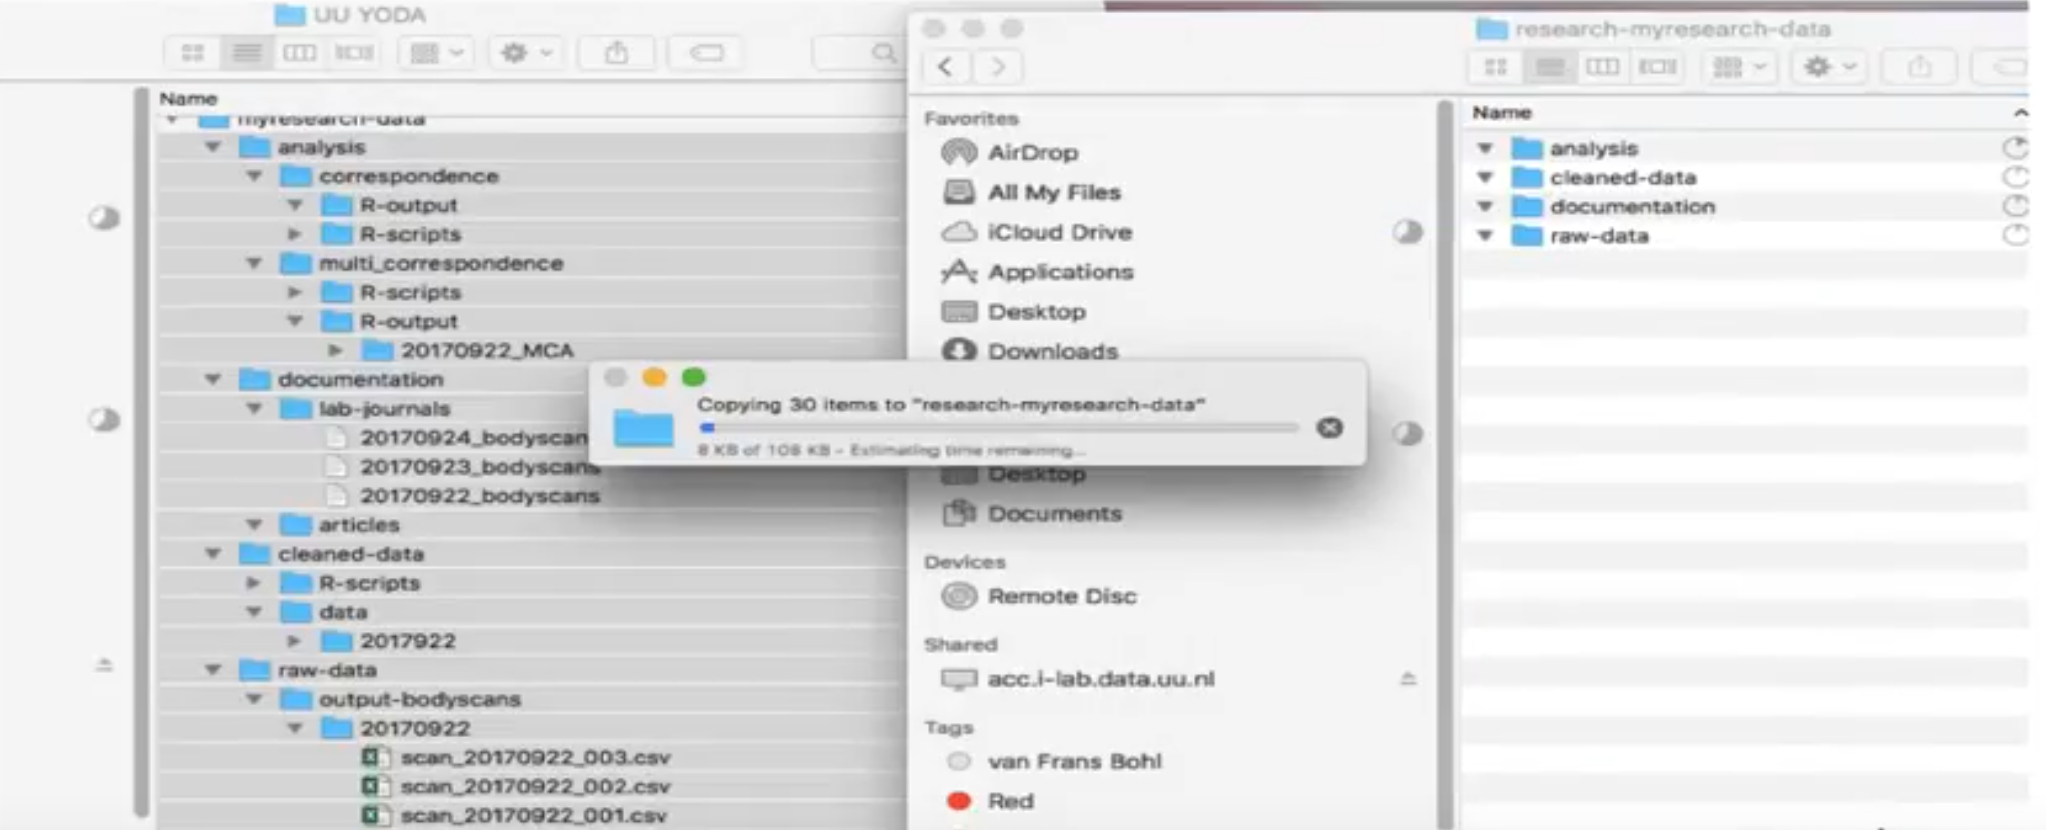 UU YODA
Name
myresearch-data
analysis
correspondence
R-output
R-scripts
multi_correspondence
R-scripts
R-output
20170922_MCA
documentation
lab-journals
20170924_bodyscan
20170923_bodyscans
20170922_bodyscans
articles
cleaned-data
R-scripts
data
2017922
raw-data
output-bodyscans
20170922
scan_20170922_003.csv
scan_20170922_002.csv
scan_20170922_001.csv
research-myresearch-data
Favorites
AirDrop
All My Files
iCloud Drive
Applications
Desktop
Downloads
Copying 30 items to "research-myresearch-data"
8 KB of 108 KB - Estimating time remaining...
Desktop
Documents
Devices
Remote Disc
Shared
acc.i-lab.data.uu.nl
Tags
van Frans Bohl
Red
Name
analysis
cleaned-data
documentation
raw-data